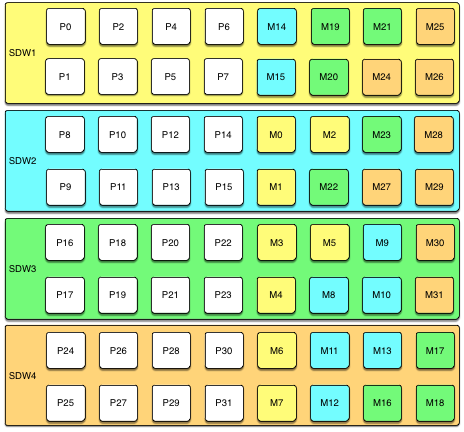 P0 P2 P4 P6 M14 M19 M21 M25
SDW1
P1 P3 P5 P7 M15 M20 M24 M26
P8 P10 P12 P14 M0 M2 M23 M28
SDW2
P9 P11 P13 P15 M1 M22 M27 M29
P16 P18 P20 P22 M3 M5 M9 M30
SDW3
P17 P19 P21 P23 M4 M8 M10 M31
P24 P26 P28 P30 M6 M11 M13 M17
SDW4
P25 P27 P29 P31 M7 M12 M16 M18